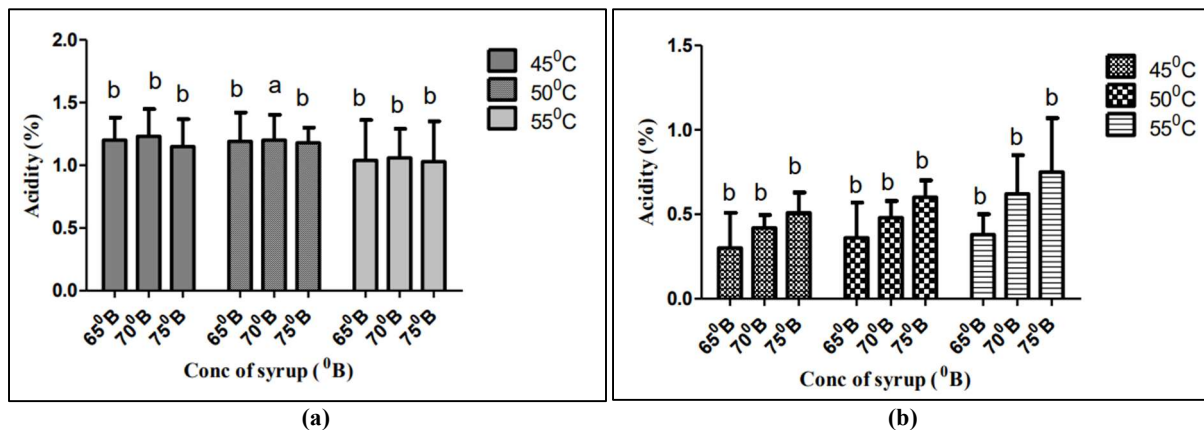 2.0
1.5
1.0
0.5
0.0
Acidity (%)
b b b b a b b b b
45⁰C
50⁰C
55⁰C
65⁰B 70⁰B 75⁰B 65⁰B 70⁰B 75⁰B 65⁰B 70⁰B 75⁰B
Conc of syrup (⁰B)
(a)
1.5
1.0
0.5
0.0
Acidity (%)
b b b b b b b b b
45⁰C
50⁰C
55⁰C
65⁰B 70⁰B 75⁰B 65⁰B 70⁰B 75⁰B 65⁰B 70⁰B 75⁰B
Conc of syrup (⁰B)
(b)